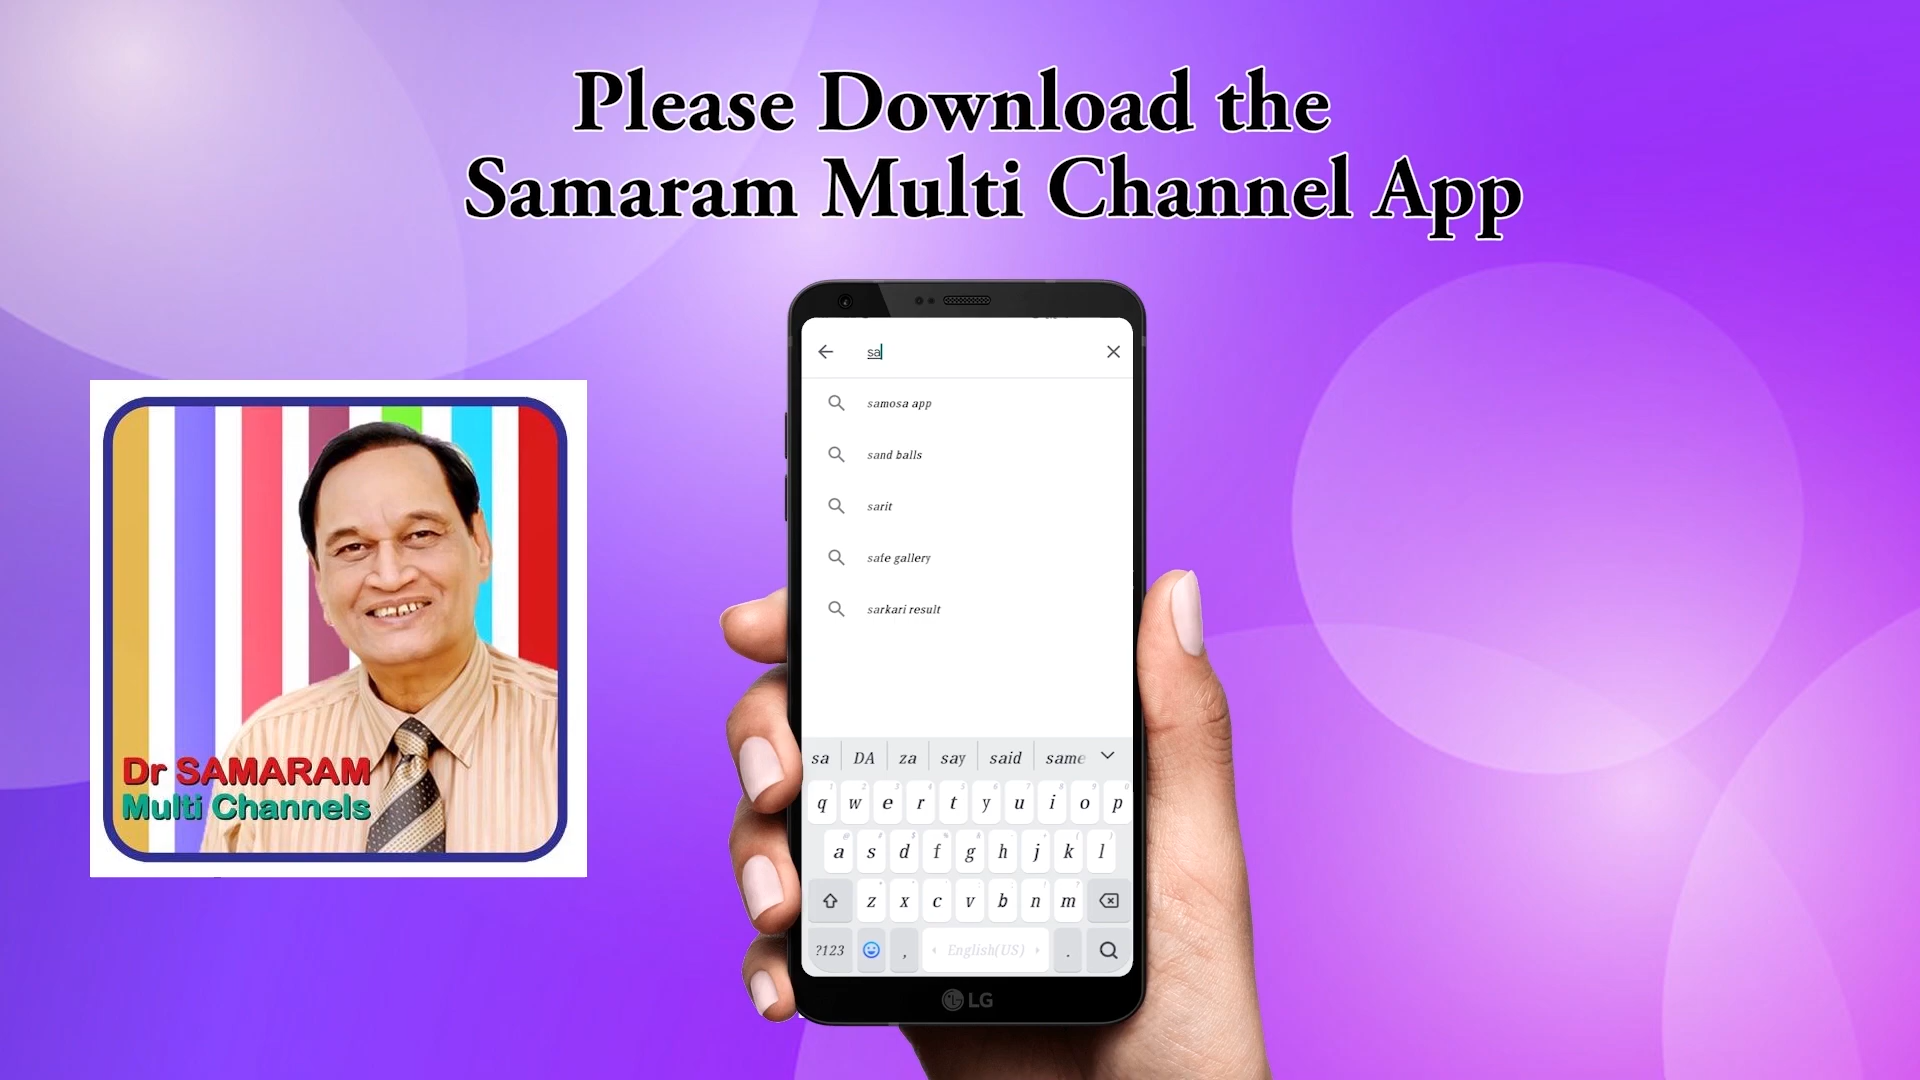 Please Download the
Samaram Multi Channel App
Dr SAMARAM
Multi Channels
sa
samosa app
sand balls
sarit
safe gallery
sarkari result
sa DA za say said same
q w e r t y u i o p
a s d f g h j k l
z x c v b n m
?123 , English(US) .
LG